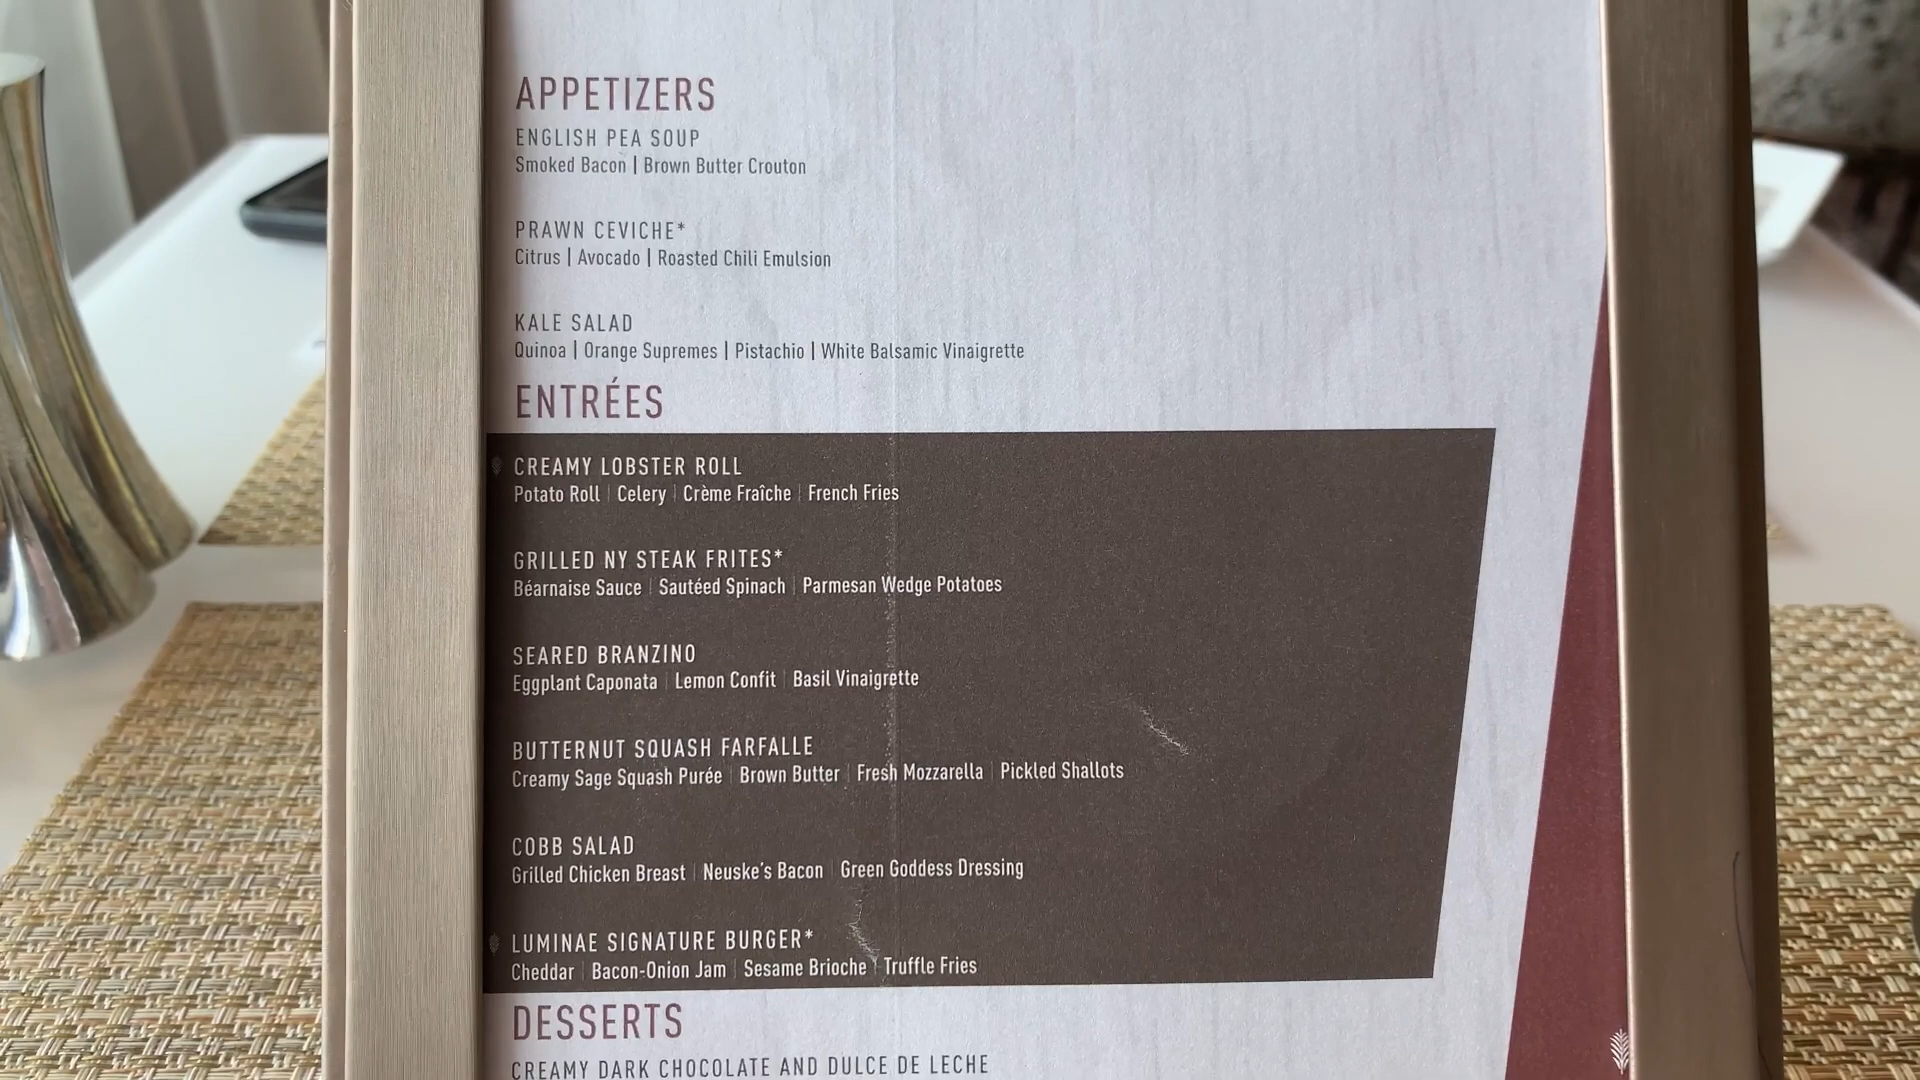 APPETIZERS
ENGLISH PEA SOUP
Smoked Bacon | Brown Butter Crouton
PRAWN CEVICHE*
Citrus | Avocado | Roasted Chili Emulsion
KALE SALAD
Quinoa | Orange Supremes | Pistachio | White Balsamic Vinaigrette
ENTRÉES
CREAMY LOBSTER ROLL
Potato Roll | Celery | Crème Fraîche | French Fries
GRILLED NY STEAK FRITES*
Béarnaise Sauce | Sautéed Spinach | Parmesan Wedge Potatoes
SEARED BRANZINO
Eggplant Caponata | Lemon Confit | Basil Vinaigrette
BUTTERNUT SQUASH FARFALLE
Creamy Sage Squash Purée | Brown Butter | Fresh Mozzarella | Pickled Shallots
COBB SALAD
Grilled Chicken Breast | Neuske's Bacon | Green Goddess Dressing
LUMINAE SIGNATURE BURGER*
Cheddar | Bacon-Onion Jam | Sesame Brioche | Truffle Fries
DESSERTS
CREAMY DARK CHOCOLATE AND DULCE DE LECHE